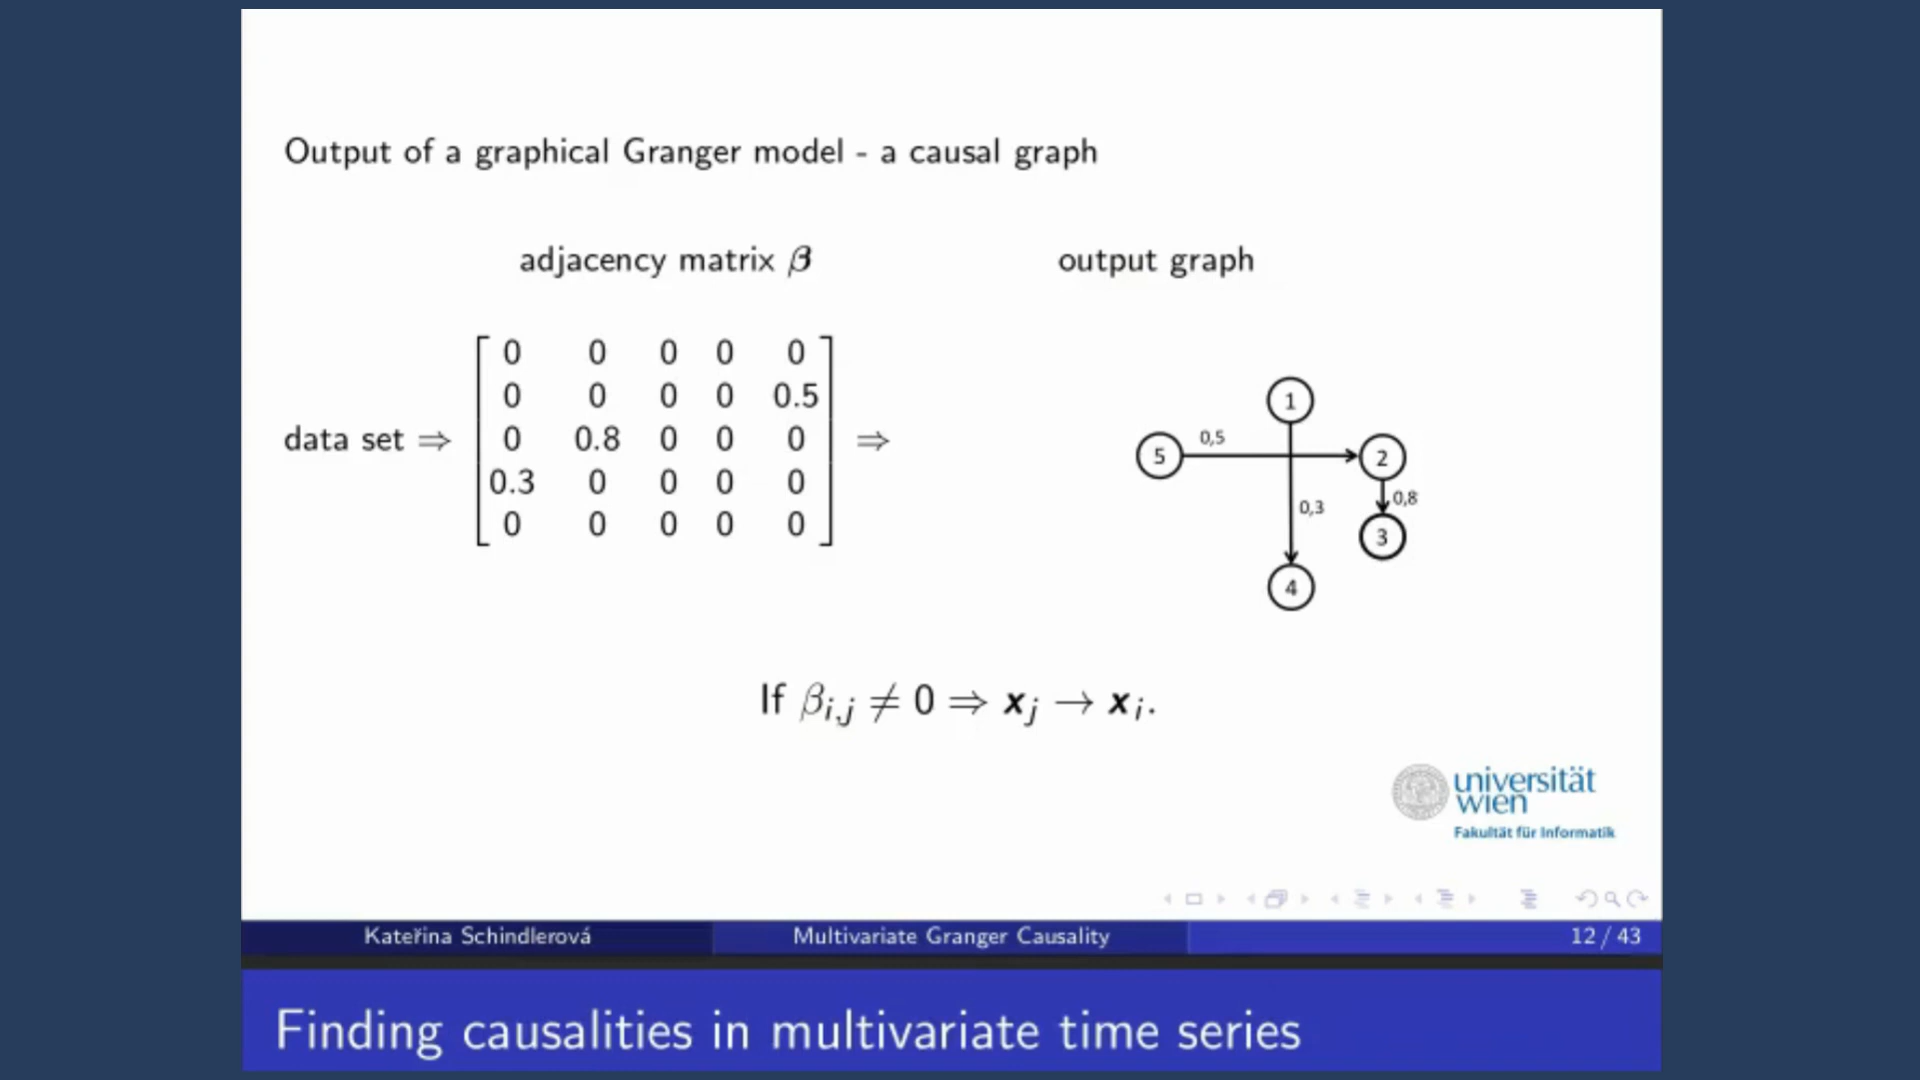 Output of a graphical Granger model - a causal graph
adjacency matrix β
output graph
data set ⇒
0 0 0 0 0
0 0 0 0 0.5
0 0.8 0 0 0
0.3 0 0 0 0
0 0 0 0 0
⇒
1
5
0,5
2
0,3
0,8
3
4
If βi,j ≠ 0 ⇒ xj → xi.
universität
wien
Fakultät für Informatik
Kateřina Schindlerová
Multivariate Granger Causality
12 / 43
Finding causalities in multivariate time series